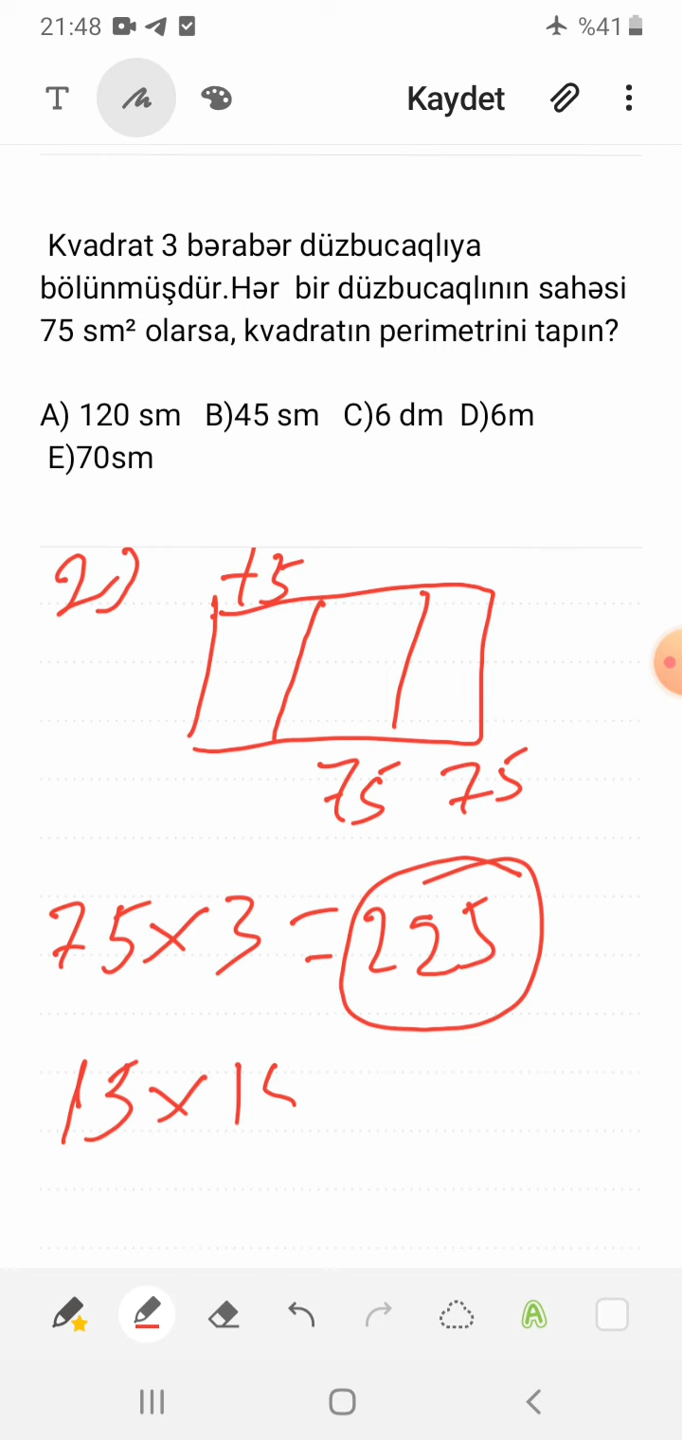 21:48 %41
T Kaydet
Kvadrat 3 bərabər düzbucaqlıya
bölünmüşdür.Hər bir düzbucaqlının sahəsi
75 sm² olarsa, kvadratın perimetrini tapın?
A) 120 sm B)45 sm C)6 dm D)6m
E)70sm
2) 75
75 75
75×3=225
15×15
A